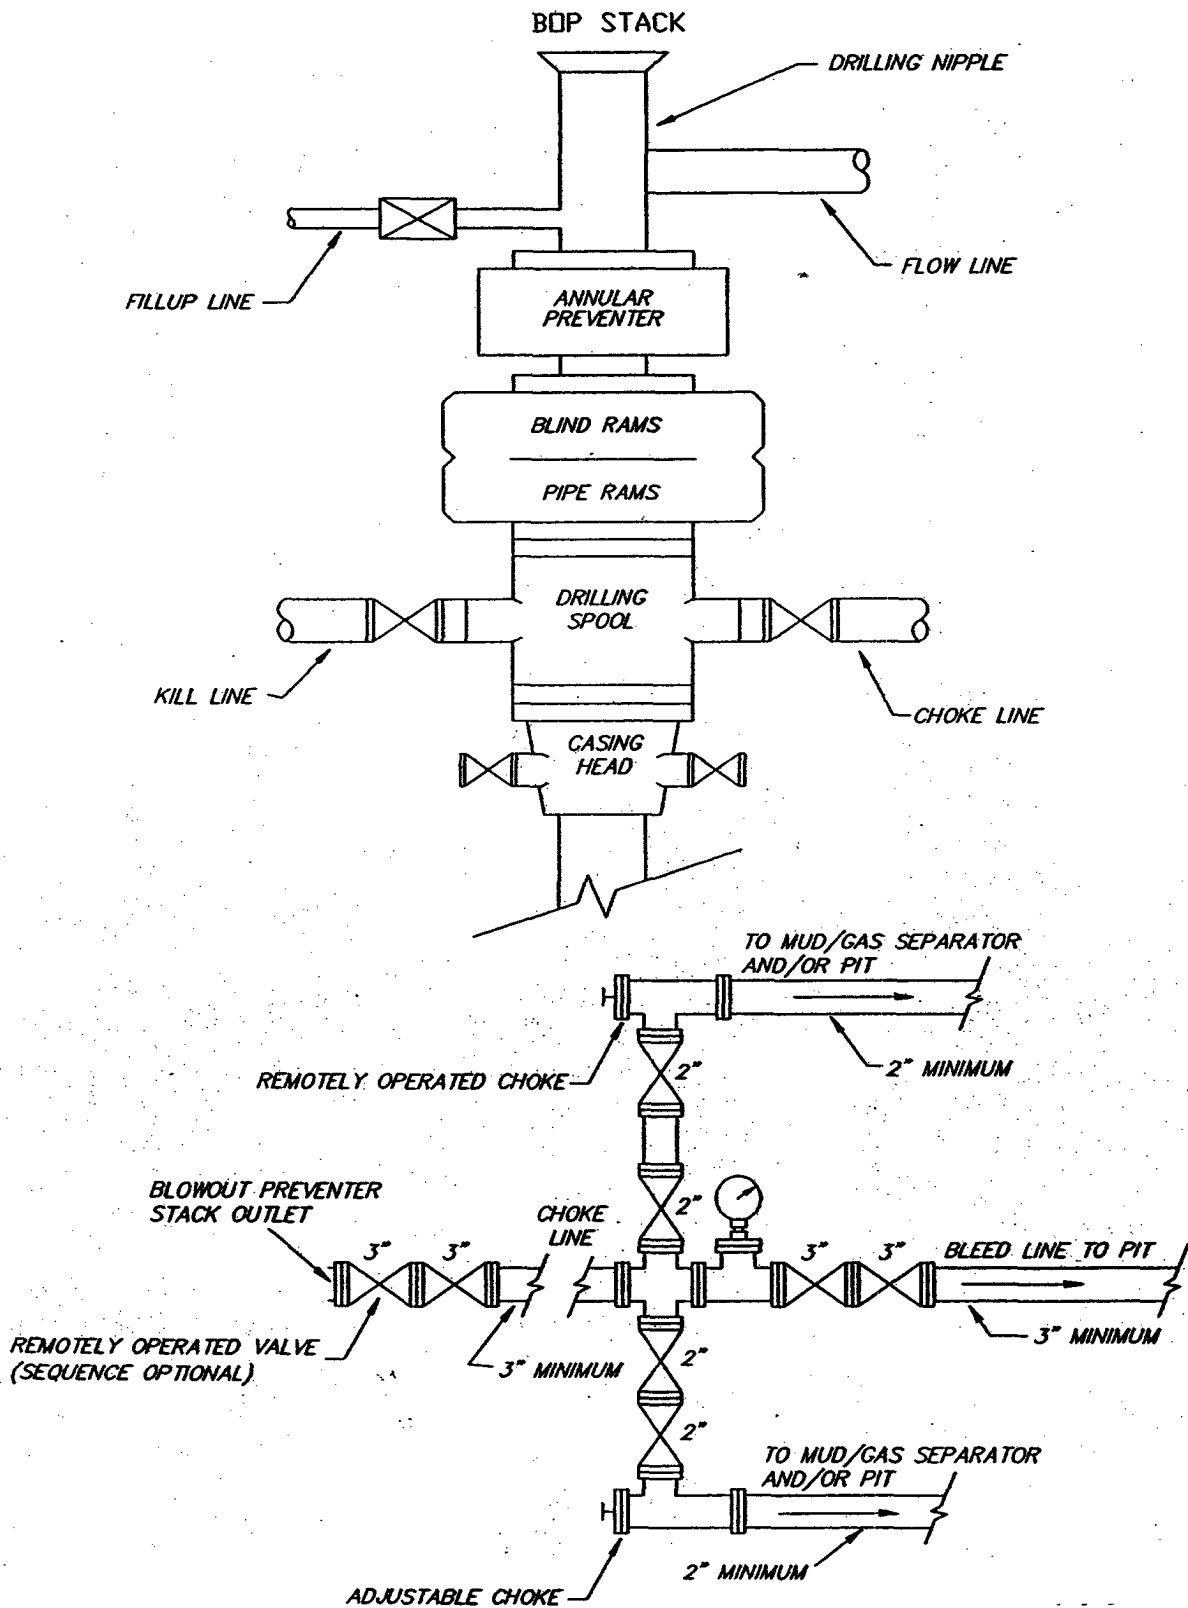 BOP STACK
DRILLING NIPPLE
FLOW LINE
FILLUP LINE
ANNULAR
PREVENTER
BLIND RAMS
PIPE RAMS
DRILLING
SPOOL
KILL LINE
CHOKE LINE
CASING
HEAD
TO MUD/GAS SEPARATOR
AND/OR PIT
2" MINIMUM
REMOTELY OPERATED CHOKE
2"
2"
BLOWOUT PREVENTER
STACK OUTLET
3"
3"
CHOKE
LINE
3"
3"
BLEED LINE TO PIT
REMOTELY OPERATED VALVE
(SEQUENCE OPTIONAL)
3" MINIMUM
3" MINIMUM
2"
2"
TO MUD/GAS SEPARATOR
AND/OR PIT
2" MINIMUM
ADJUSTABLE CHOKE